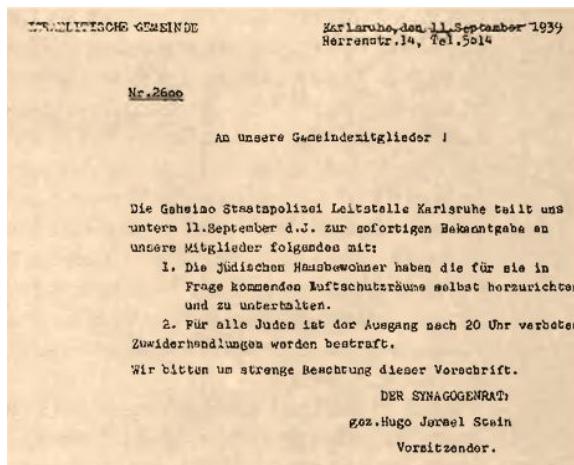 ISRAELITISCHE GEMEINDE
Karlsruhe,den 11.September 1939
Herrenstr.14, Tel.5014
Nr.2600
An unsere Gemeindemitglieder !
Die Geheime Staatspolizei Leitstelle Karlsruhe teilt uns
unterm 11.September d.J. zur sofortigen Bekanntgabe an
unsere Mitglieder folgendes mit:
1. Die jüdischen Hausbewohner haben die für sie in
Frage kommenden Luftschutzräume selbst herzurichten
und zu unterhalten.
2. Für alle Juden ist der Ausgang nach 20 Uhr verboten
Zuwiderhandlungen werden bestraft.
Wir bitten um strenge Beachtung dieser Vorschrift.
DER SYNAGOGENRAT:
gez.Hugo Israel Stein
Vorsitzender.